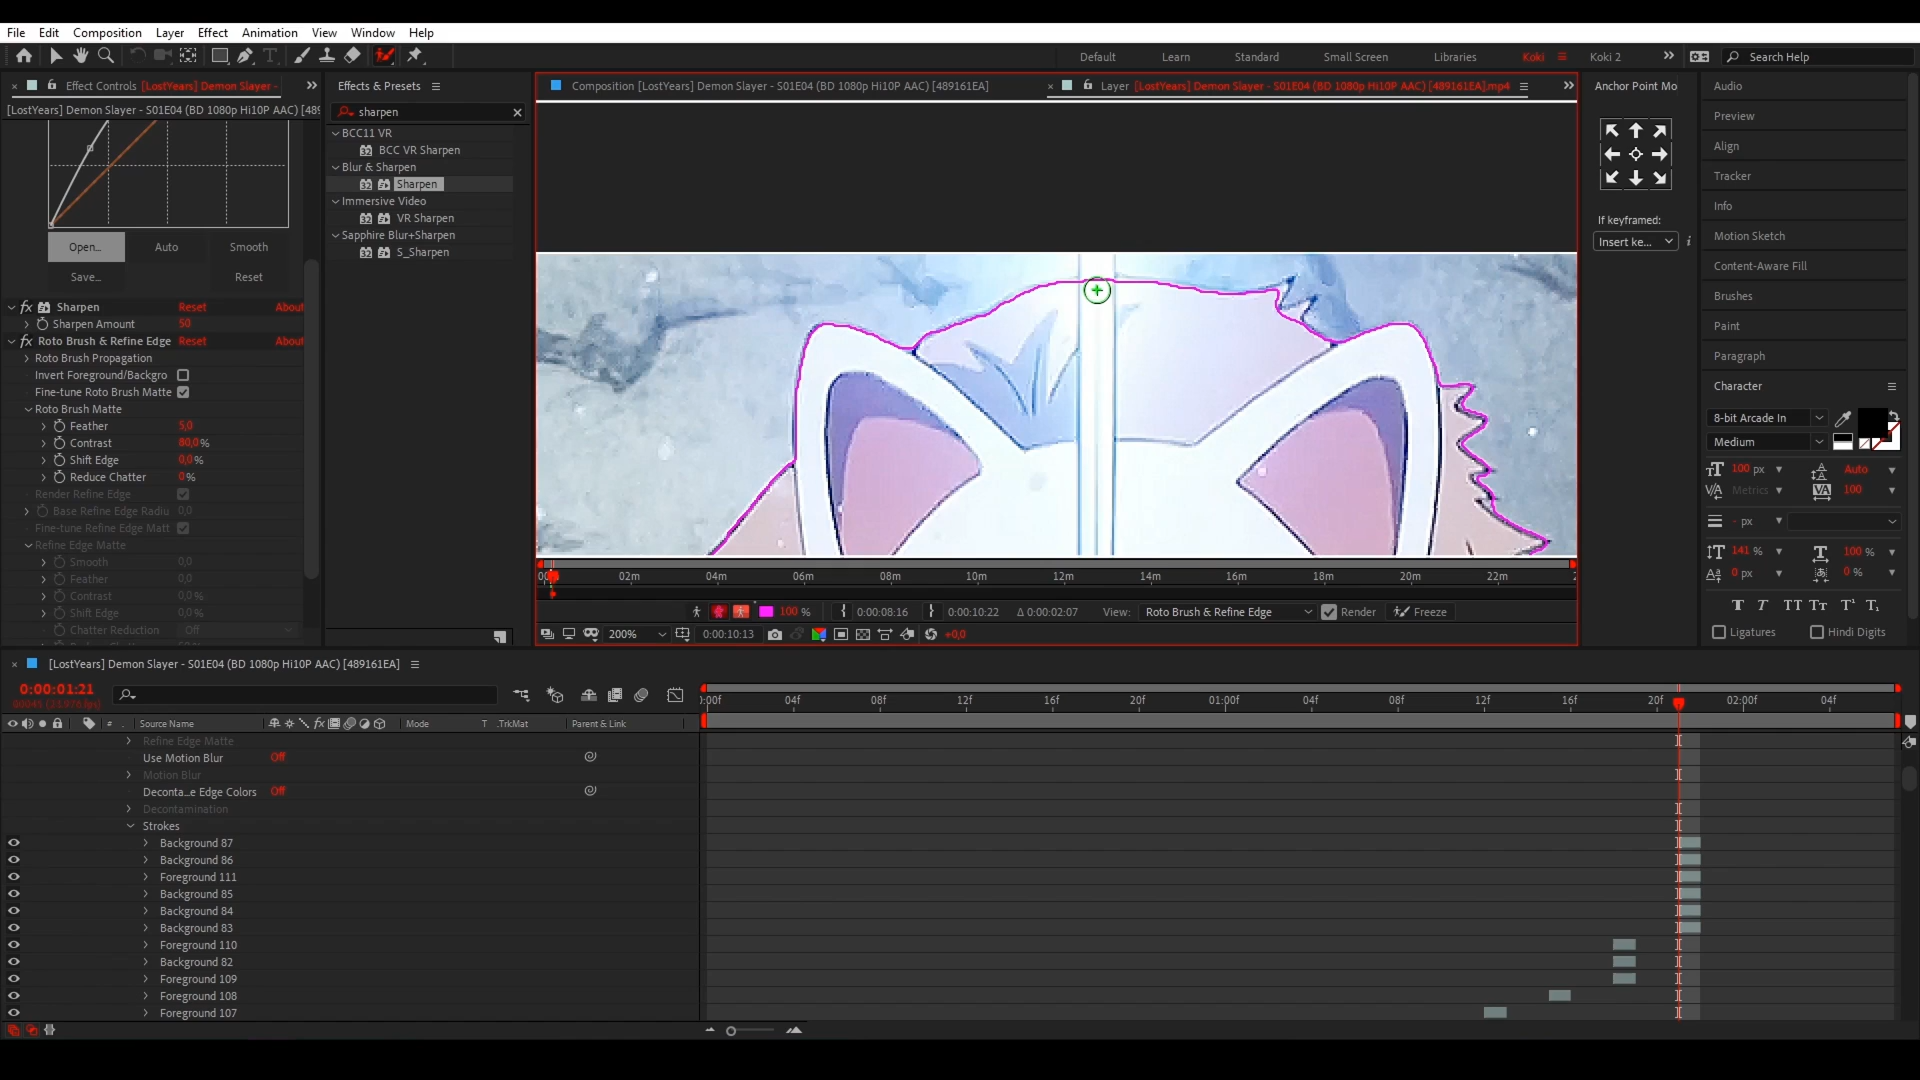 File Edit Composition Layer Effect Animation View Window Help
Default Learn Standard Small Screen Libraries Koki Koki 2 Search Help
Effect Controls [LostYears] Demon Slayer -
[LostYears] Demon Slayer - S01E04 (BD 1080p Hi10P AAC) [489
Open... Auto Smooth
Save... Reset
fx Sharpen Reset About
Sharpen Amount 50
fx Roto Brush & Refine Edge Reset About
Roto Brush Propagation
Invert Foreground/Backgro
Fine-tune Roto Brush Matte
Roto Brush Matte
Feather 5,0
Contrast 80,0%
Shift Edge 0,0%
Reduce Chatter 0%
Render Refine Edge
Base Refine Edge Radiu 0,0
Fine-tune Refine Edge Matt
Refine Edge Matte
Smooth 0,0
Feather 0,0
Contrast 0,0%
Shift Edge 0,0%
Chatter Reduction Off
Effects & Presets
sharpen
BCC11 VR
BCC VR Sharpen
Blur & Sharpen
Sharpen
Immersive Video
VR Sharpen
Sapphire Blur+Sharpen
S_Sharpen
Composition [LostYears] Demon Slayer - S01E04 (BD 1080p Hi10P AAC) [489161EA]
Layer [LostYears] Demon Slayer - S01E04 (BD 1080p Hi10P AAC) [489161EA].mp4
02m 04m 06m 08m 10m 12m 14m 16m 18m 20m 22m
100 % 0:00:08:16 0:00:10:22 Δ 0:00:02:07 View: Roto Brush & Refine Edge Render Freeze
200% 0:00:10:13 +0,0
Anchor Point Mo
If keyframed:
Insert ke...
Audio
Preview
Align
Tracker
Info
Motion Sketch
Content-Aware Fill
Brushes
Paint
Paragraph
Character
8-bit Arcade In
Medium
100 px Auto
Metrics 100
- px
141 % 100 %
0 px 0 %
T T TT Tt T¹ T₁
Ligatures Hindi Digits
[LostYears] Demon Slayer - S01E04 (BD 1080p Hi10P AAC) [489161EA]
0:00:01:21
# Source Name Mode T .TrkMat Parent & Link
:00f 04f 08f 12f 16f 20f 01:00f 04f 08f 12f 16f 20f 02:00f 04f
Refine Edge Matte
Use Motion Blur Off
Motion Blur
Deconta...e Edge Colors Off
Decontamination
Strokes
Background 87
Background 86
Foreground 111
Background 85
Background 84
Background 83
Foreground 110
Background 82
Foreground 109
Foreground 108
Foreground 107